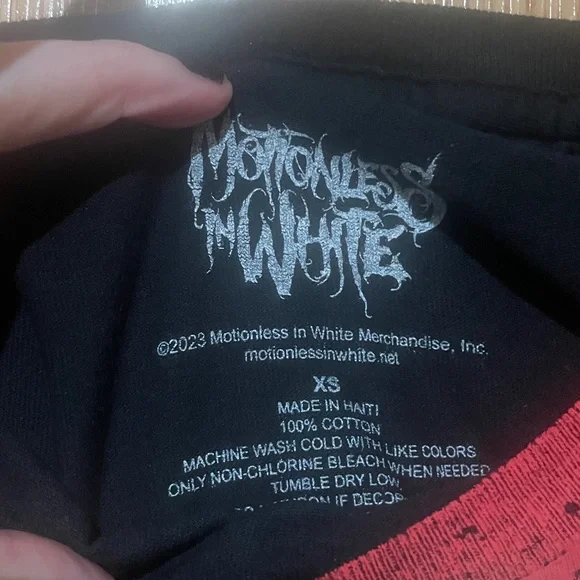 MOTIONLESS
IN WHITE
©2023 Motionless In White Merchandise, Inc.
motionlessinwhite.net
XS
MADE IN HAITI
100% COTTON
MACHINE WASH COLD WITH LIKE COLORS
ONLY NON-CHLORINE BLEACH WHEN NEEDED
TUMBLE DRY LOW
IF